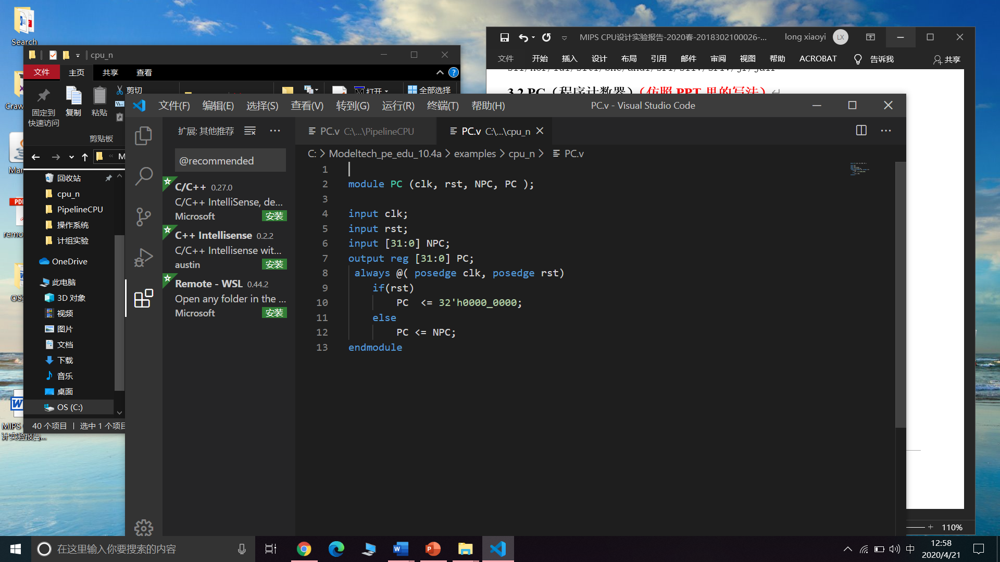 Search
cpu_n
文件 主页 共享 查看
固定到
快速访问
复制
粘贴
剪切
打开
全部选择
剪贴板
回收站
cpu_n
PipelineCPU
操作系统
计组实验
OneDrive
此电脑
3D 对象
视频
图片
文档
下载
音乐
桌面
OS (C:)
40 个项目 | 选中 1 个项目
MIPS
计实验报告...
MIPS CPU设计实验报告-2020春-2018302100026-... long xiaoyi LX
文件 开始 插入 设计 布局 引用 邮件 审阅 视图 帮助 ACROBAT 告诉我 共享
3.2 PC（程序计数器）（仿照 PPT 里的写法）
110%
文件(F) 编辑(E) 选择(S) 查看(V) 转到(G) 运行(R) 终端(T) 帮助(H) PC.v - Visual Studio Code
扩展: 其他推荐
@recommended
C/C++ 0.27.0
C/C++ IntelliSense, de...
Microsoft 安装
C++ Intellisense 0.2.2
C/C++ Intellisense wit...
austin 安装
Remote - WSL 0.44.2
Open any folder in the ...
Microsoft 安装
PC.v C:\...\PipelineCPU PC.v C:\...\cpu_n
C: > Modeltech_pe_edu_10.4a > examples > cpu_n > PC.v
1
2 module PC (clk, rst, NPC, PC );
3
4 input clk;
5 input rst;
6 input [31:0] NPC;
7 output reg [31:0] PC;
8 always @( posedge clk, posedge rst)
9 if(rst)
10 PC <= 32'h0000_0000;
11 else
12 PC <= NPC;
13 endmodule
在这里输入你要搜索的内容
中
12:58
2020/4/21